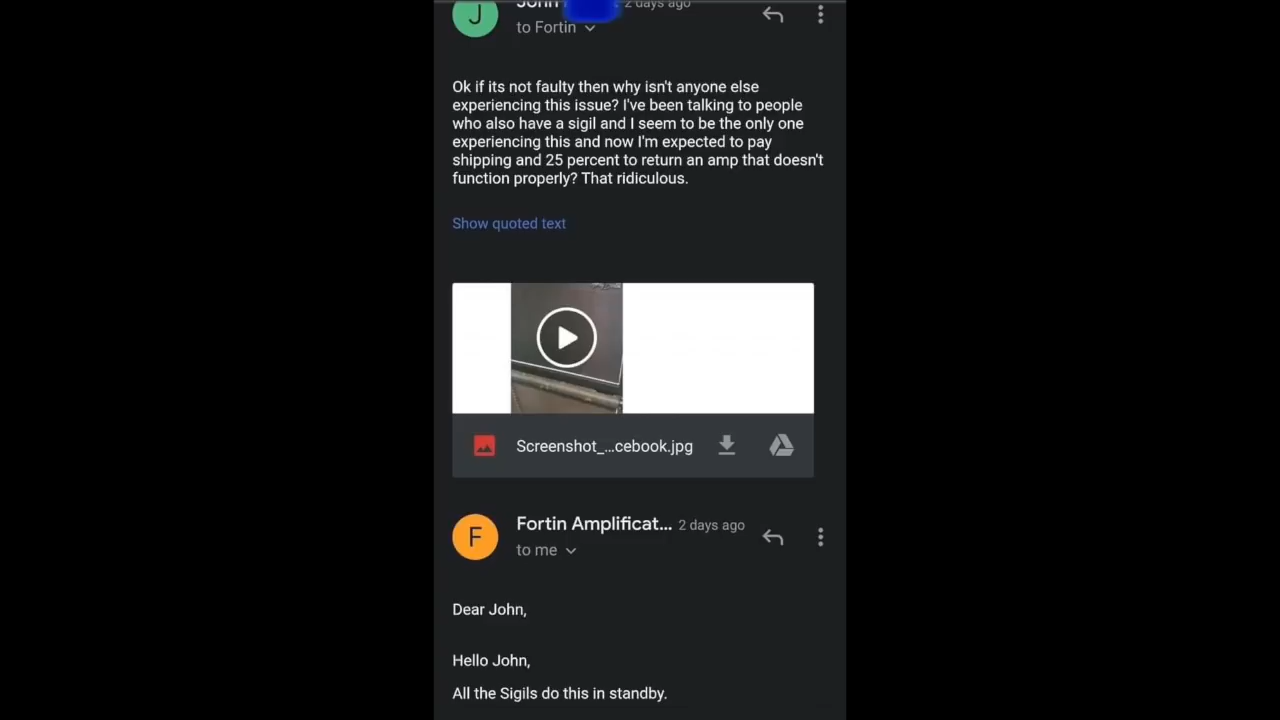 J
John
2 days ago
to Fortin
Ok if its not faulty then why isn't anyone else
experiencing this issue? I've been talking to people
who also have a sigil and I seem to be the only one
experiencing this and now I'm expected to pay
shipping and 25 percent to return an amp that doesn't
function properly? That ridiculous.
Show quoted text
Screenshot_...cebook.jpg
F
Fortin Amplificat... 2 days ago
to me
Dear John,
Hello John,
All the Sigils do this in standby.